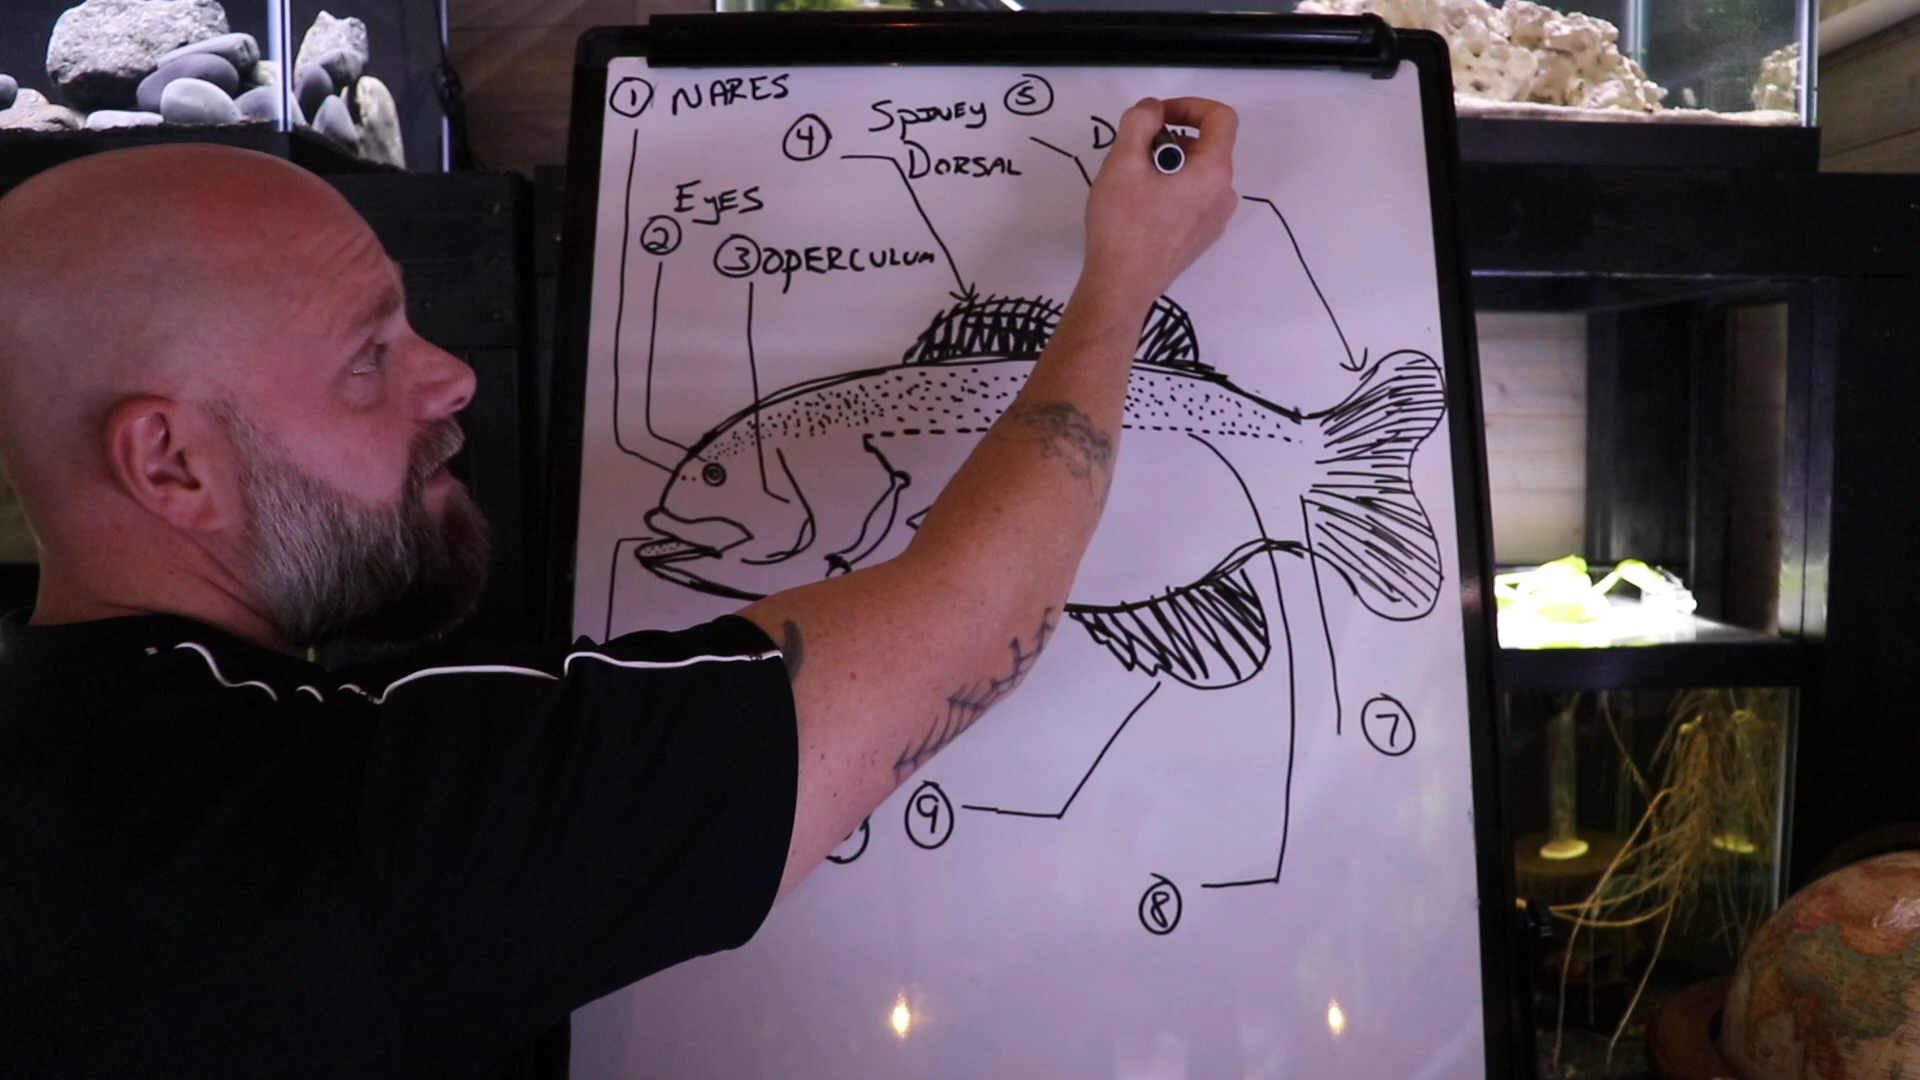 ① NARES
④ SPINEY ⑤
DORSAL
EYES
②
③ OPERCULUM
⑦
⑨
⑧